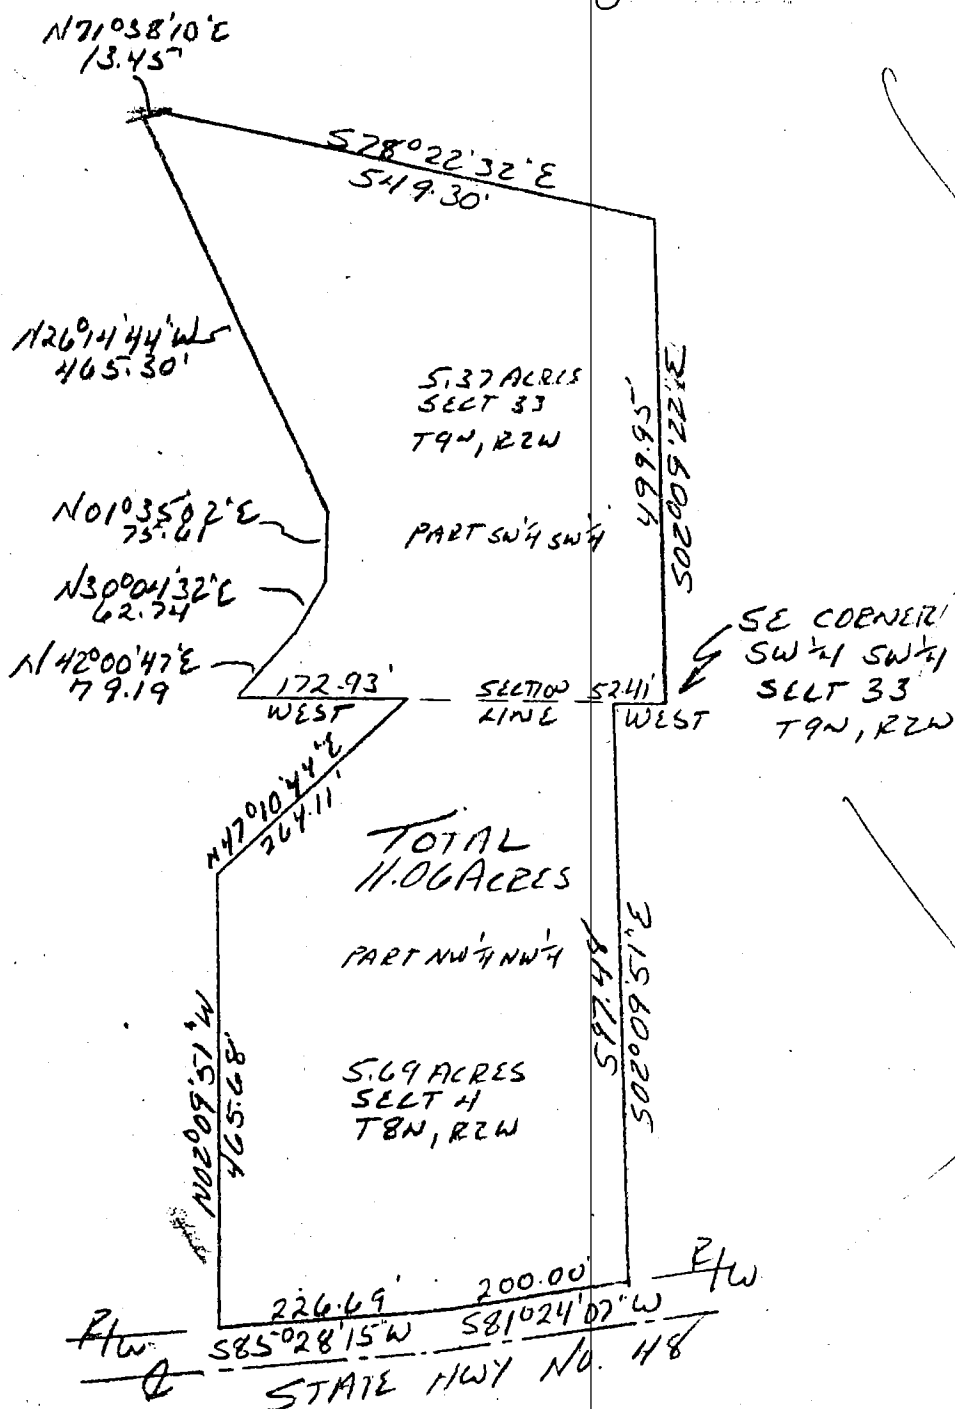 N71°38'10"E
13.45'
S78°22'32"E
549.30'
N26°14'44"W
465.30'
5.37 ACRES
SECT 33
T9N, R2W
499.95'
S02°09'22"E
N01°35'02"E
75.61
PART SW¼ SW¼
N30°04'32"E
62.74
N42°00'47"E
79.19
SE CORNER
SW¼ SW¼
SECT 33
T9N, R2W
172.93'
WEST
SECTION
LINE
52.41'
WEST
N47°10'44"E
264.11'
TOTAL
11.06 ACRES
PART NW¼ NW¼
597.48'
S02°09'51"E
N02°09'51"W
465.68'
5.69 ACRES
SECT 4
T8N, R2W
R/W
226.69'
200.00'
R/W
S85°28'15"W
S81°24'07"W
STATE HWY NO. 48